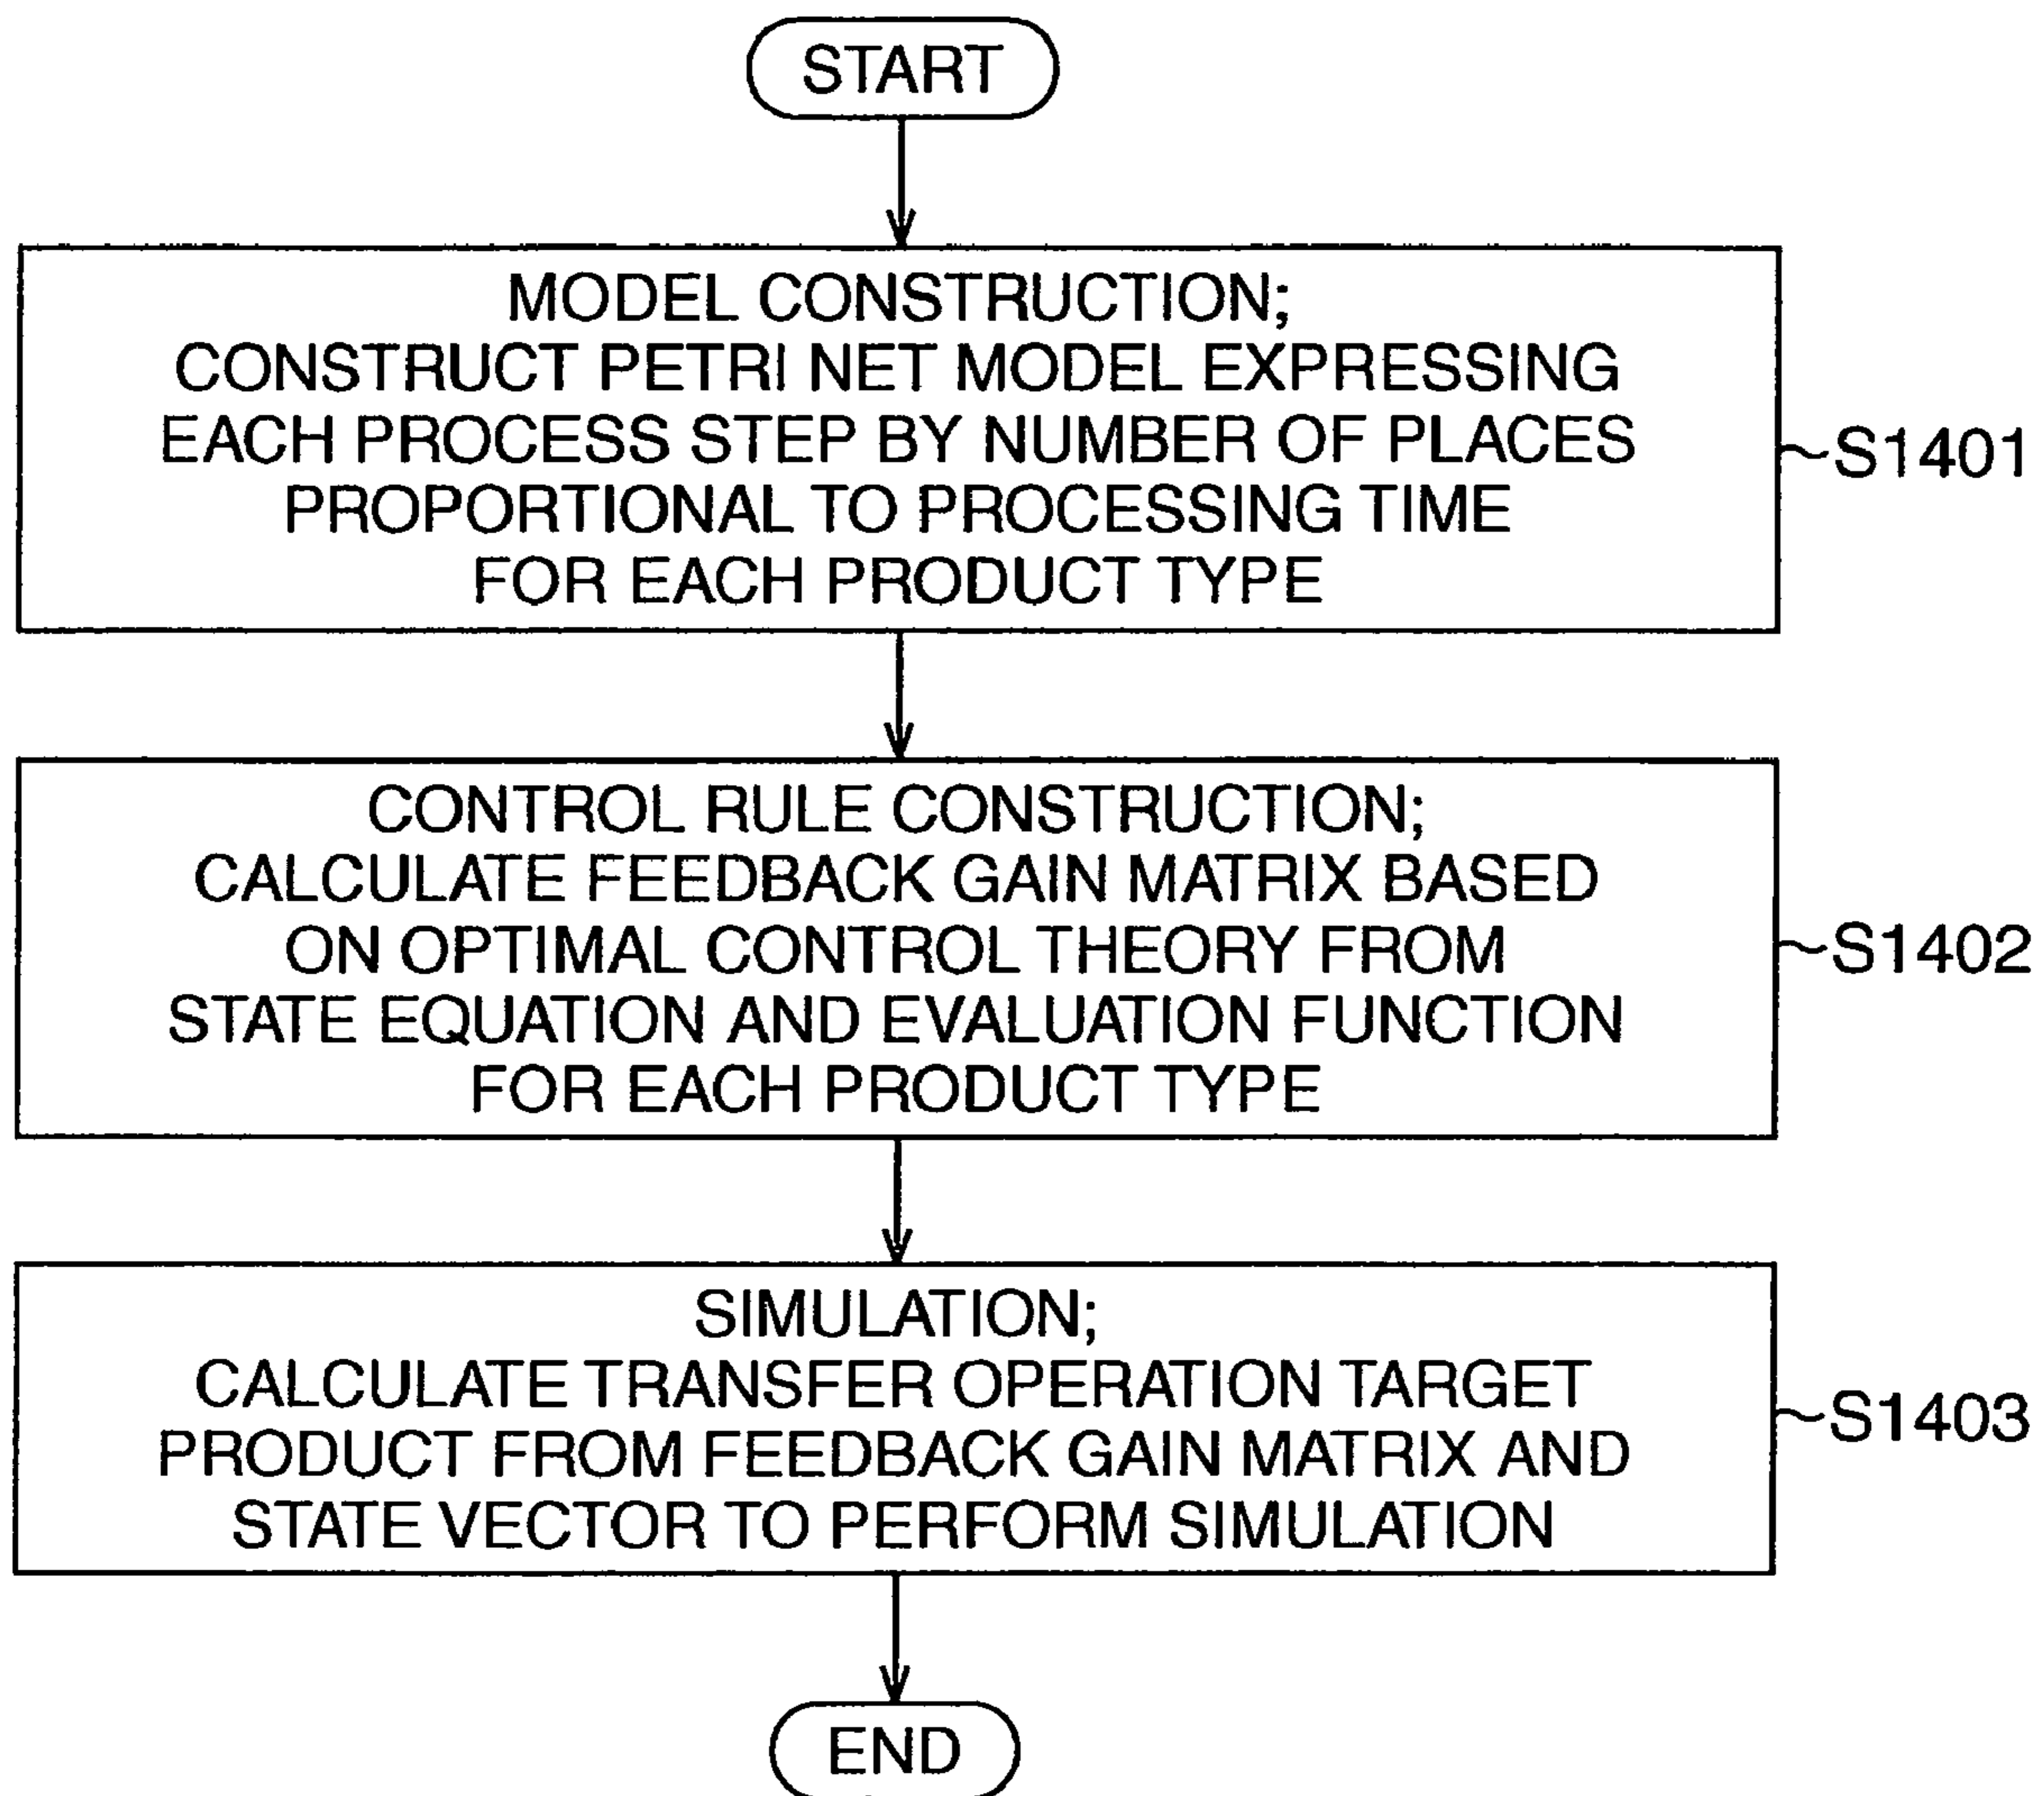 START
MODEL CONSTRUCTION;
CONSTRUCT PETRI NET MODEL EXPRESSING
EACH PROCESS STEP BY NUMBER OF PLACES
PROPORTIONAL TO PROCESSING TIME
FOR EACH PRODUCT TYPE
S1401
CONTROL RULE CONSTRUCTION;
CALCULATE FEEDBACK GAIN MATRIX BASED
ON OPTIMAL CONTROL THEORY FROM
STATE EQUATION AND EVALUATION FUNCTION
FOR EACH PRODUCT TYPE
S1402
SIMULATION;
CALCULATE TRANSFER OPERATION TARGET
PRODUCT FROM FEEDBACK GAIN MATRIX AND
STATE VECTOR TO PERFORM SIMULATION
S1403
END